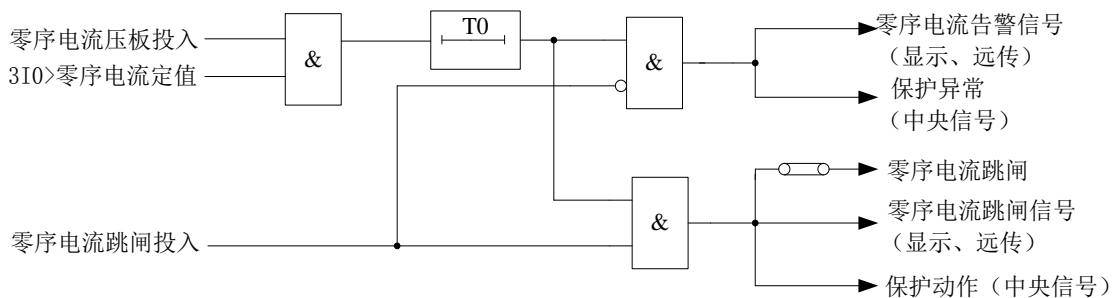 零序电流压板投入
3I0>零序电流定值
&
T0
&
零序电流告警信号
(显示、远传)
保护异常
(中央信号)
零序电流跳闸投入
&
零序电流跳闸
零序电流跳闸信号
(显示、远传)
保护动作(中央信号)